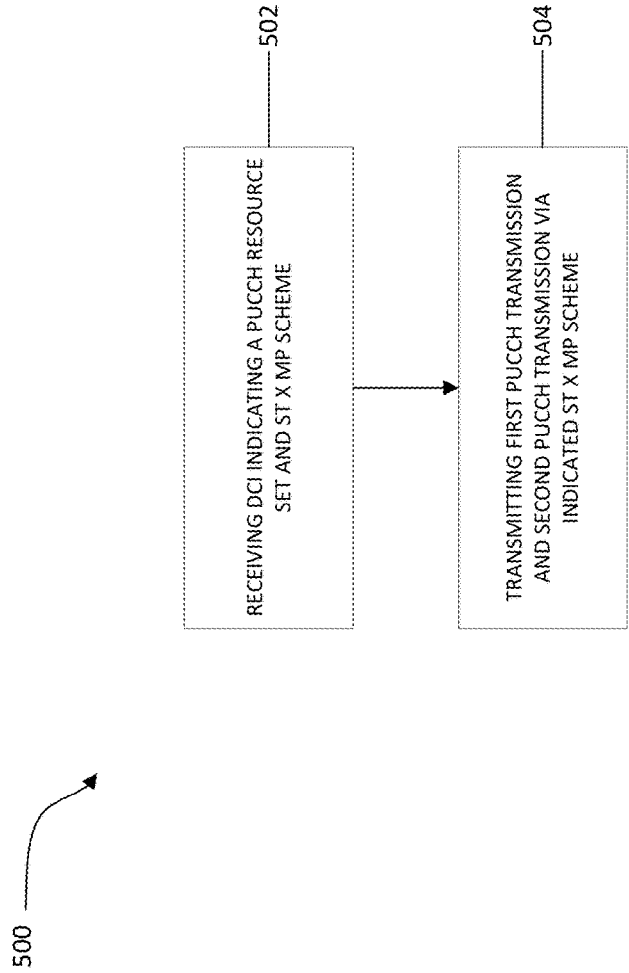 500
RECEIVING DCI INDICATING A PUCCH RESOURCE
SET AND ST X MP SCHEME
502
TRANSMITTING FIRST PUCCH TRANSMISSION
AND SECOND PUCCH TRANSMISSION VIA
INDICATED ST X MP SCHEME
504